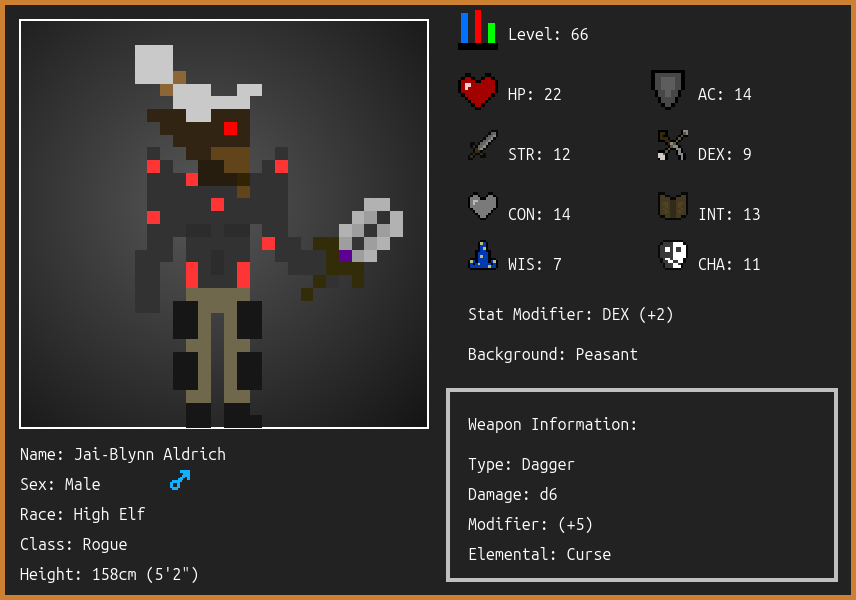 Level: 66
HP: 22
AC: 14
STR: 12
DEX: 9
CON: 14
INT: 13
WIS: 7
CHA: 11
Stat Modifier: DEX (+2)
Background: Peasant
Weapon Information:
Type: Dagger
Damage: d6
Modifier: (+5)
Elemental: Curse
Name: Jai-Blynn Aldrich
Sex: Male
Race: High Elf
Class: Rogue
Height: 158cm (5'2")